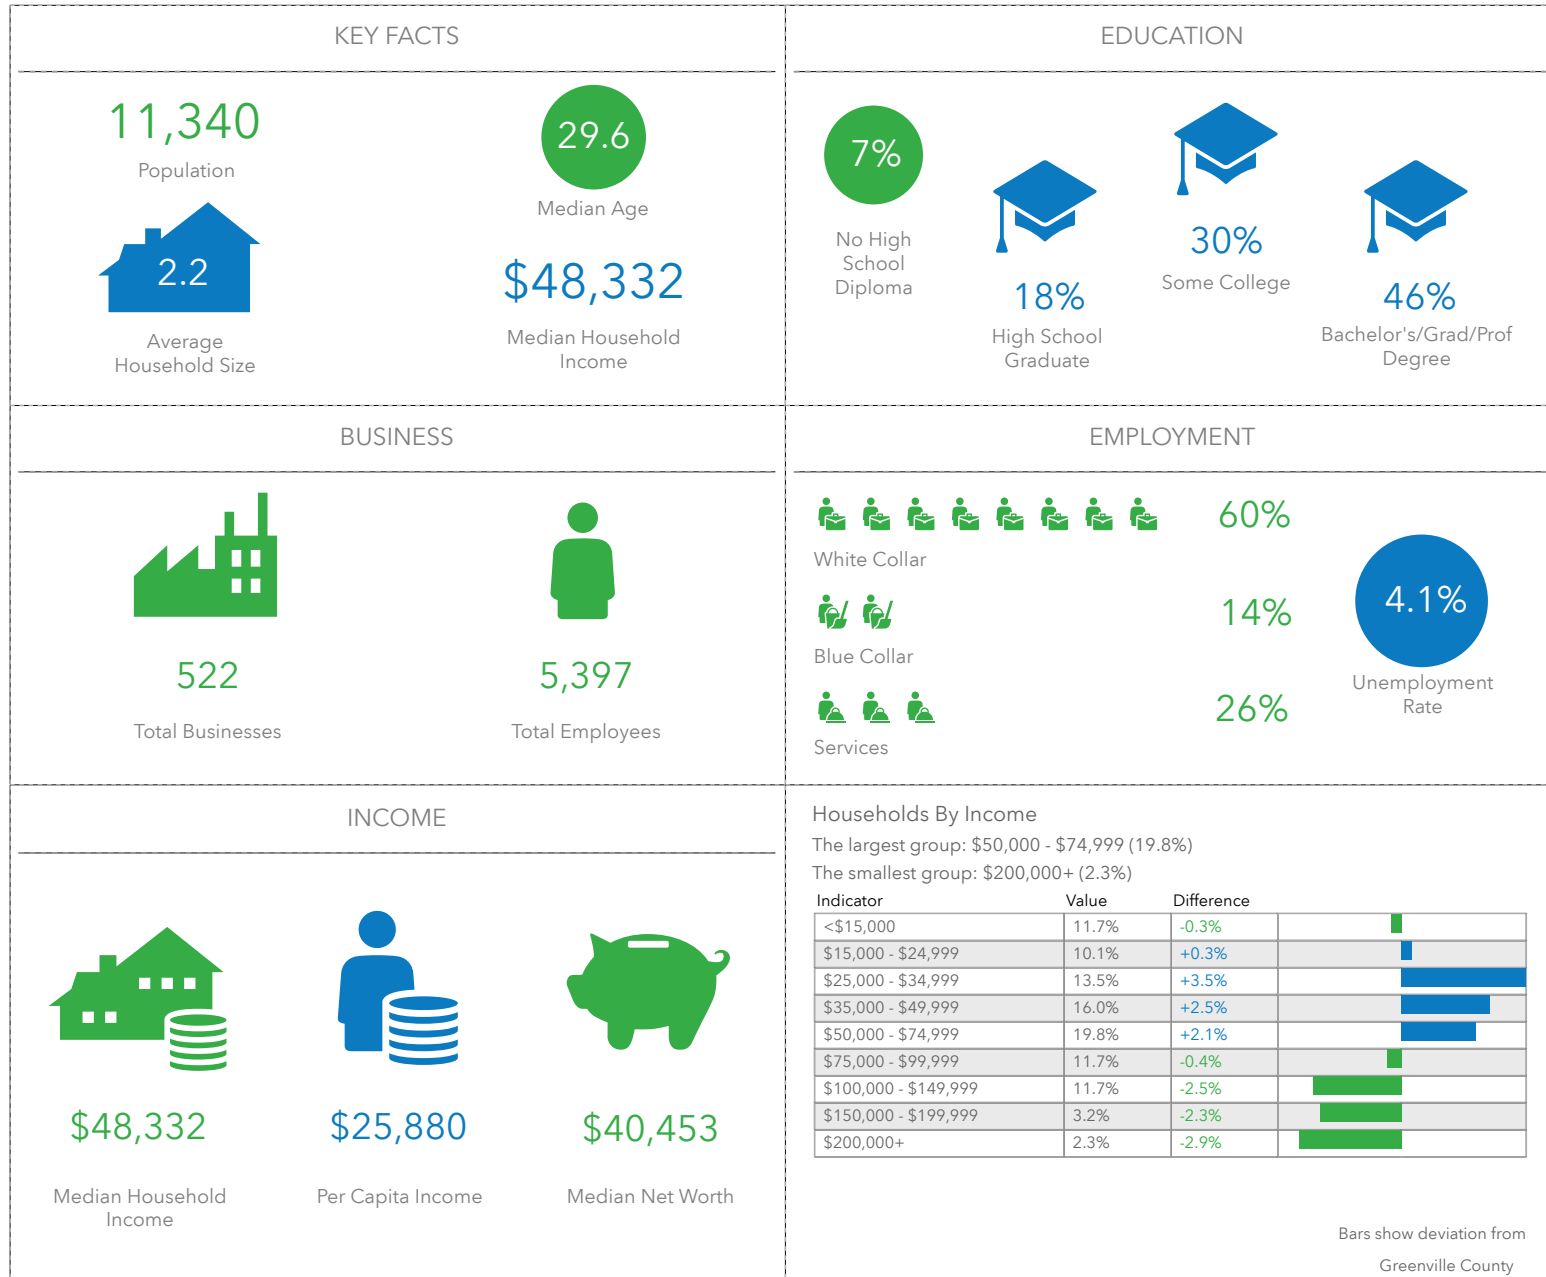 KEY FACTS
11,340
Population
29.6
Median Age
2.2
Average
Household Size
$48,332
Median Household
Income
EDUCATION
7%
No High
School
Diploma
18%
High School
Graduate
30%
Some College
46%
Bachelor's/Grad/Prof
Degree
BUSINESS
522
Total Businesses
5,397
Total Employees
EMPLOYMENT
60%
White Collar
14%
Blue Collar
26%
Services
4.1%
Unemployment
Rate
INCOME
$48,332
Median Household
Income
$25,880
Per Capita Income
$40,453
Median Net Worth
Households By Income
The largest group: $50,000 - $74,999 (19.8%)
The smallest group: $200,000+ (2.3%)
Indicator Value Difference
<$15,000 11.7% -0.3%
$15,000 - $24,999 10.1% +0.3%
$25,000 - $34,999 13.5% +3.5%
$35,000 - $49,999 16.0% +2.5%
$50,000 - $74,999 19.8% +2.1%
$75,000 - $99,999 11.7% -0.4%
$100,000 - $149,999 11.7% -2.5%
$150,000 - $199,999 3.2% -2.3%
$200,000+ 2.3% -2.9%
Bars show deviation from
Greenville County